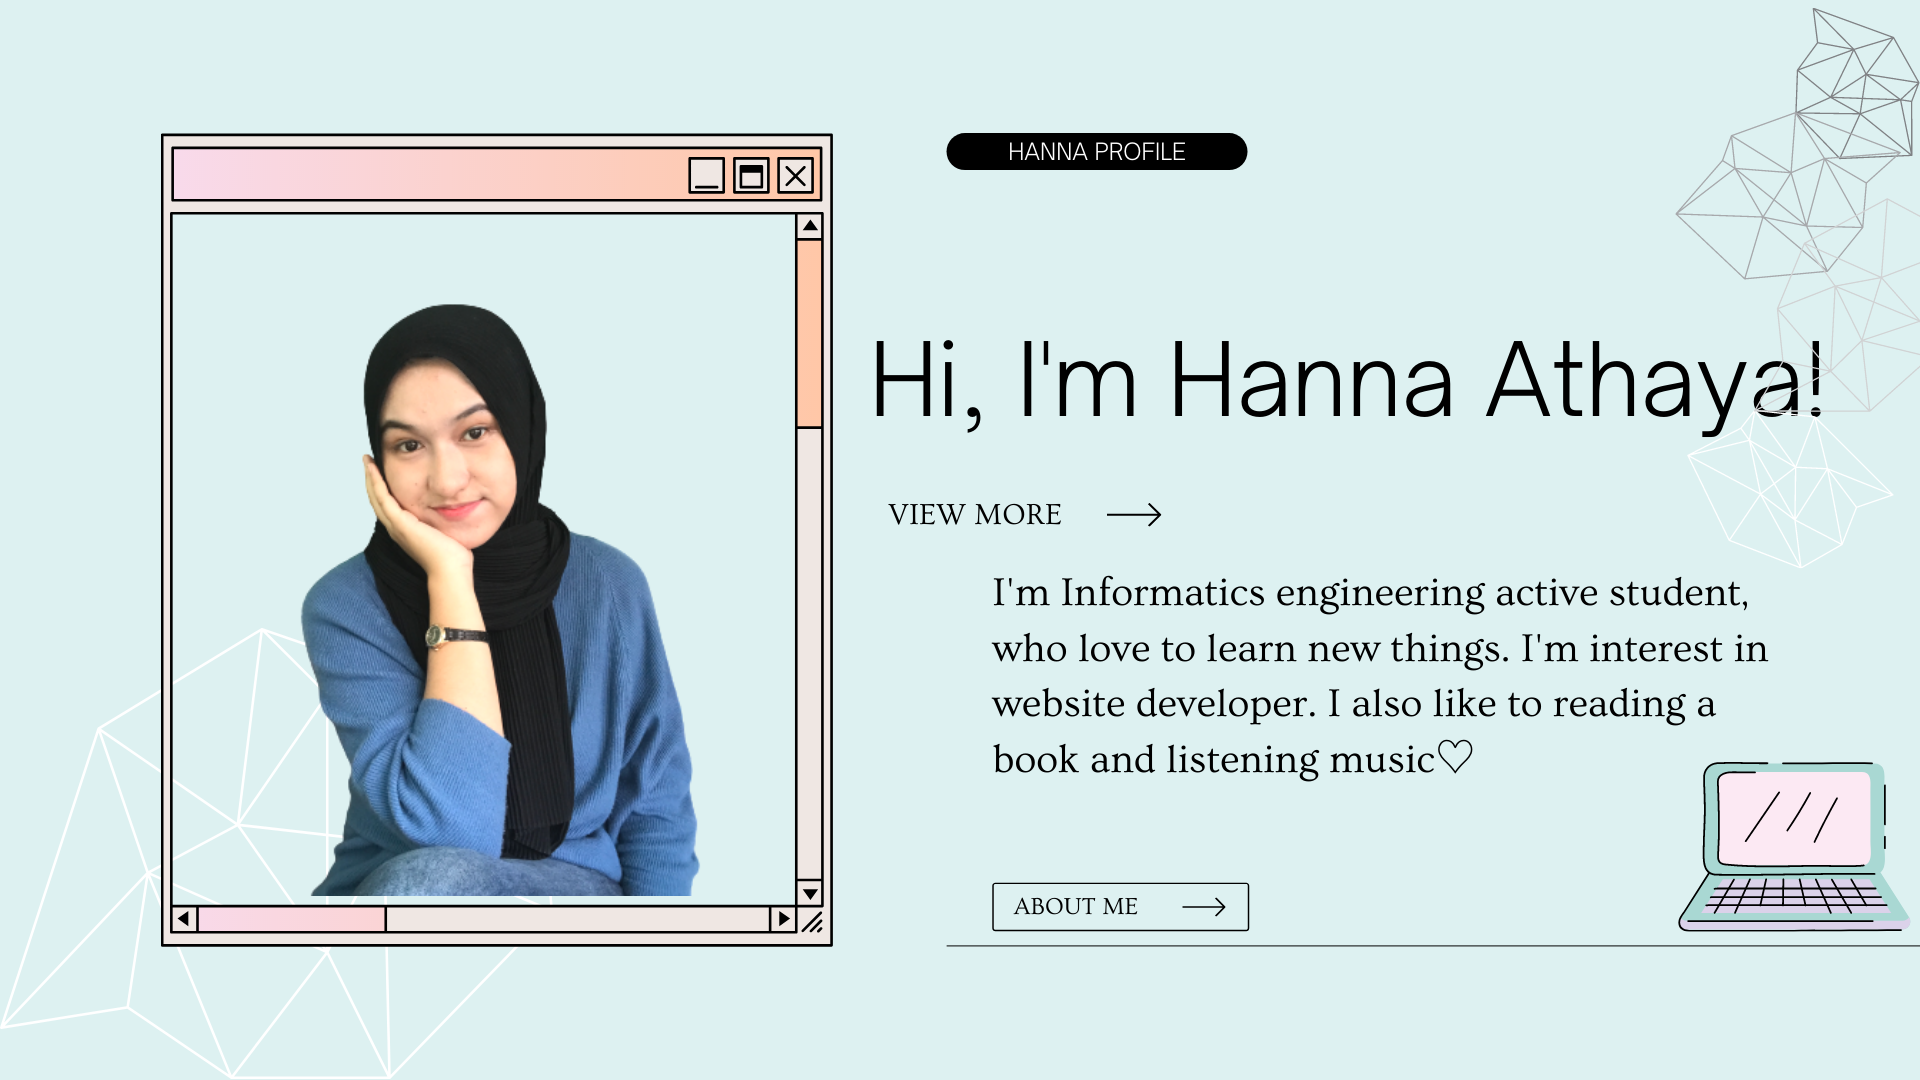 HANNA PROFILE
Hi, I'm Hanna Athaya!
VIEW MORE
I'm Informatics engineering active student,
who love to learn new things. I'm interest in
website developer. I also like to reading a
book and listening music♡
ABOUT ME